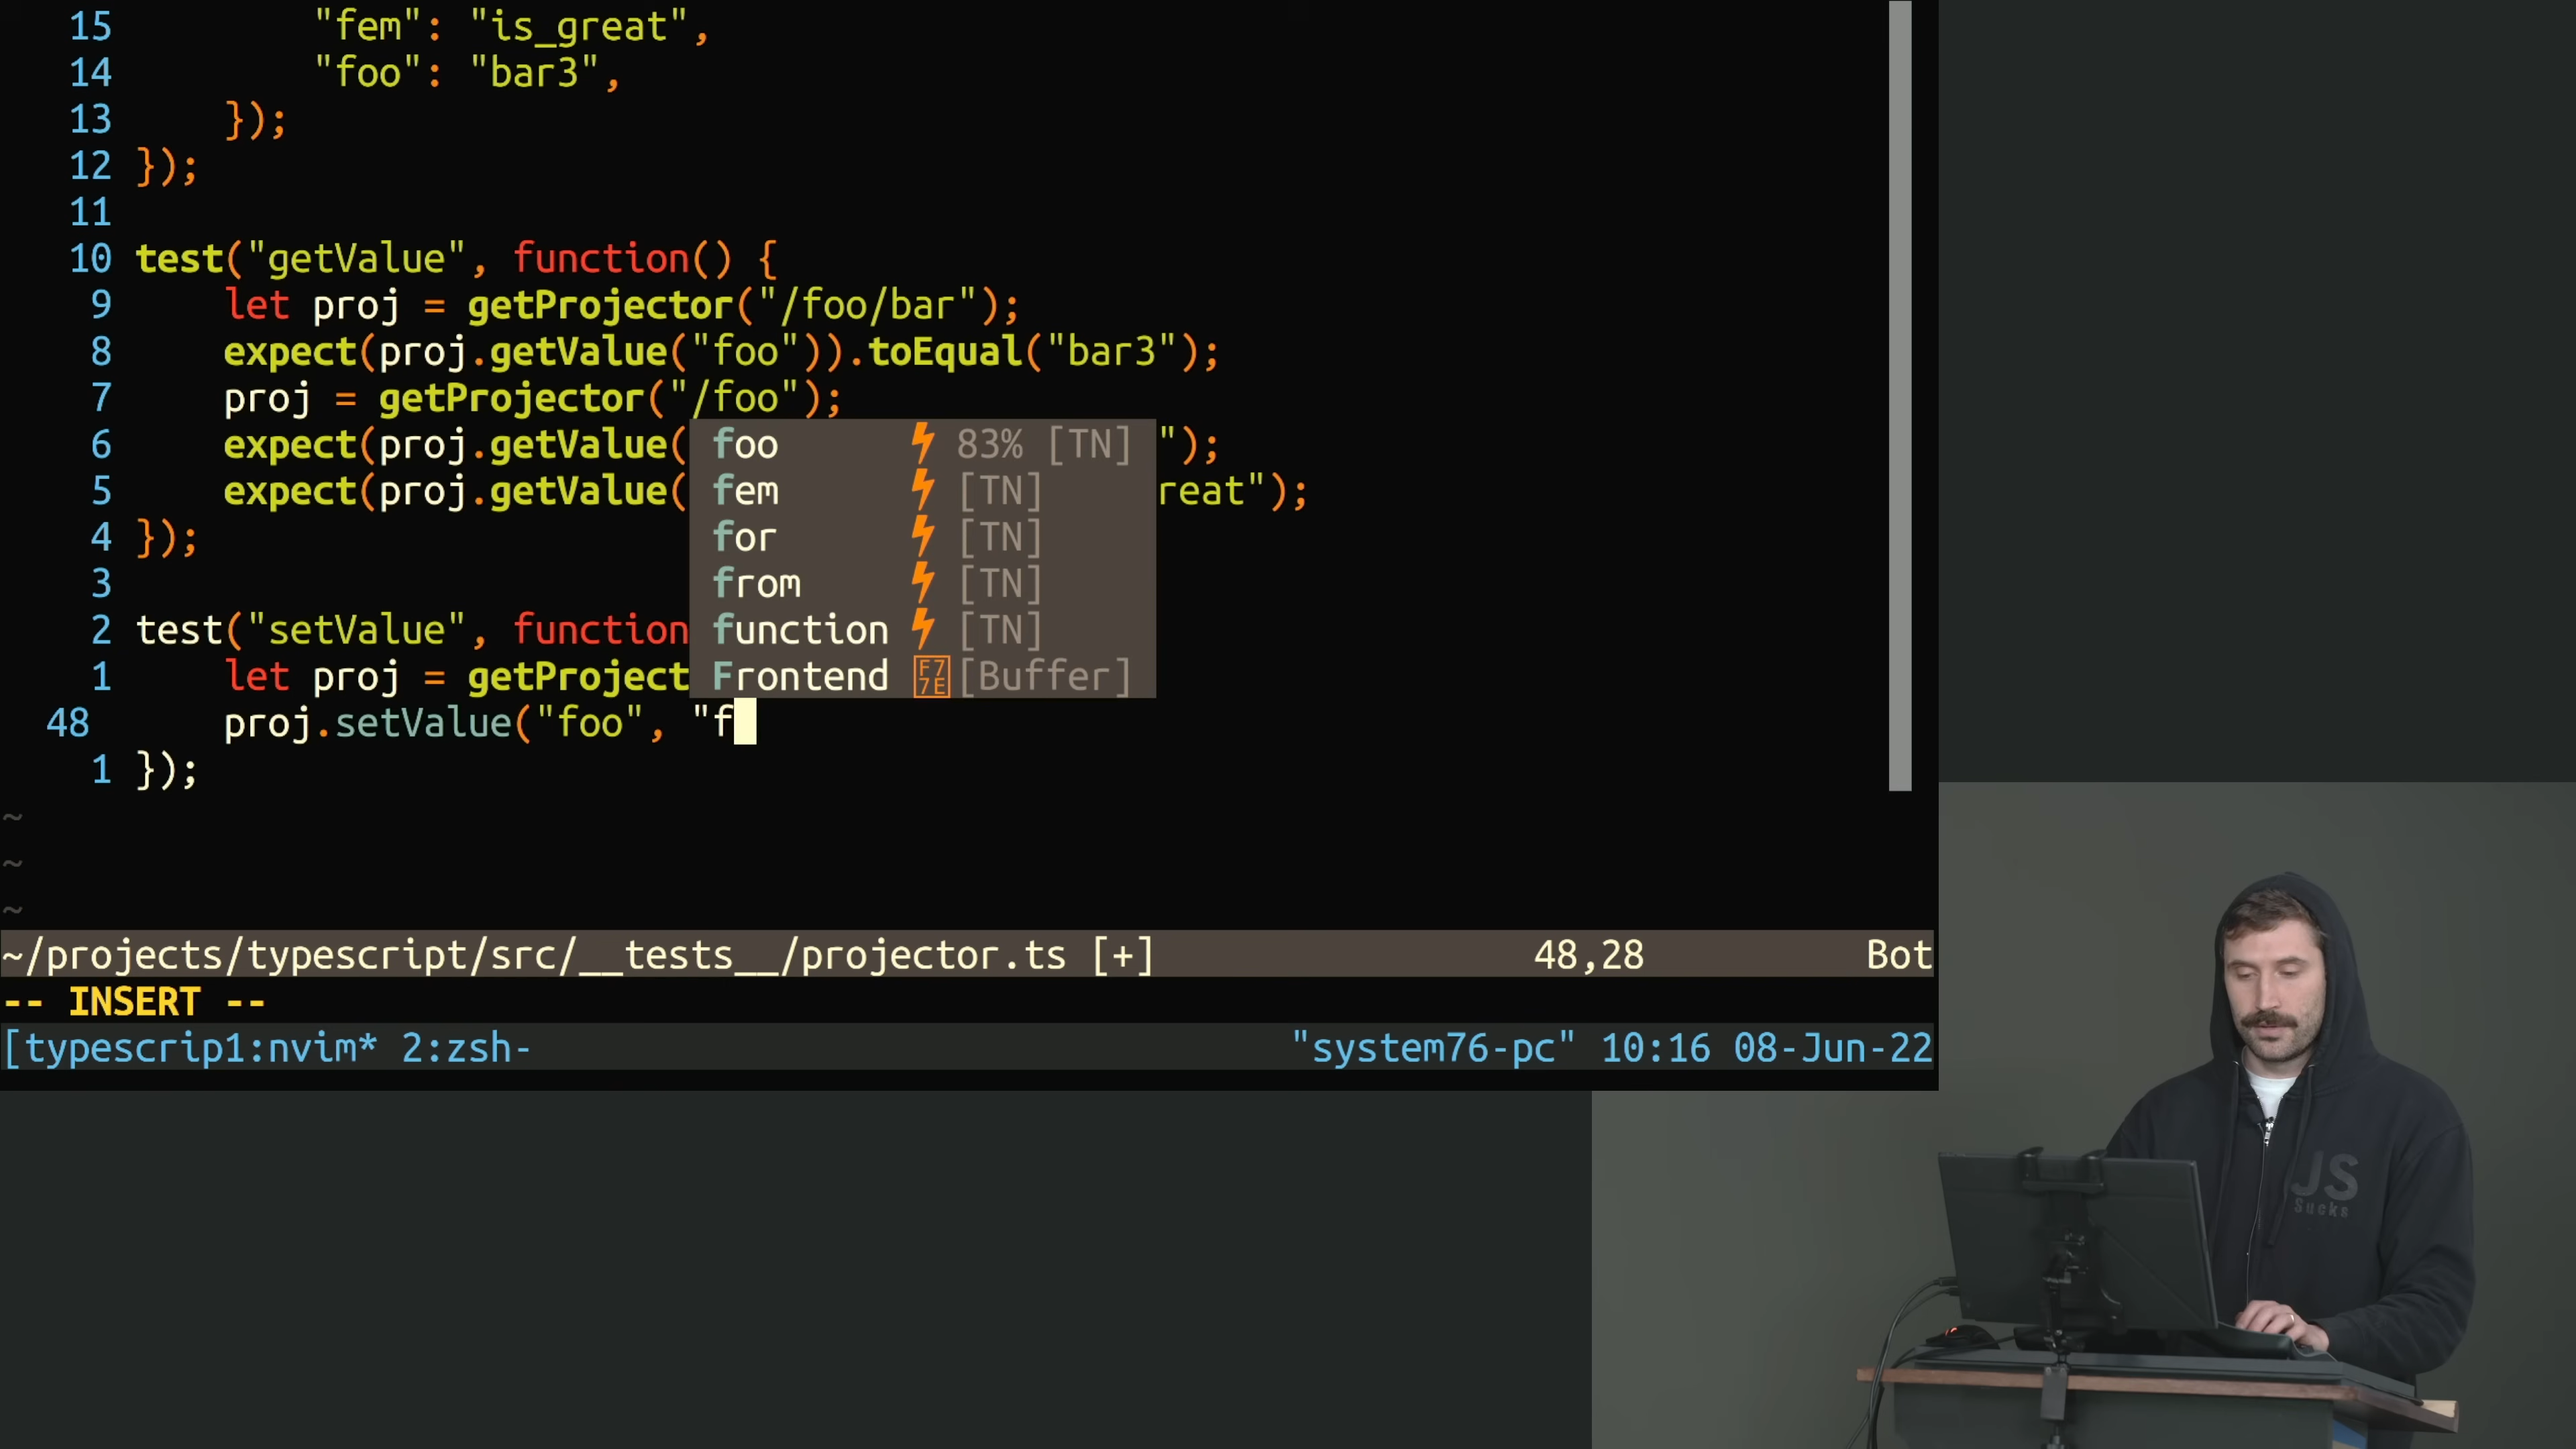 15 "fem": "is_great",
14 "foo": "bar3",
13 });
12 });
11
10 test("getValue", function() {
9 let proj = getProjector("/foo/bar");
8 expect(proj.getValue("foo")).toEqual("bar3");
7 proj = getProjector("/foo");
6 expect(proj.getValue( foo 83% [TN] ");
5 expect(proj.getValue( fem [TN] reat");
4 }); for [TN]
3 from [TN]
2 test("setValue", function function [TN]
1 let proj = getProject Frontend F77E [Buffer]
48 proj.setValue("foo", "f
1 });
~
~
~
~/projects/typescript/src/__tests__/projector.ts [+] 48,28 Bot
-- INSERT --
[typescrip1:nvim* 2:zsh- "system76-pc" 10:16 08-Jun-22
JS
Sucks